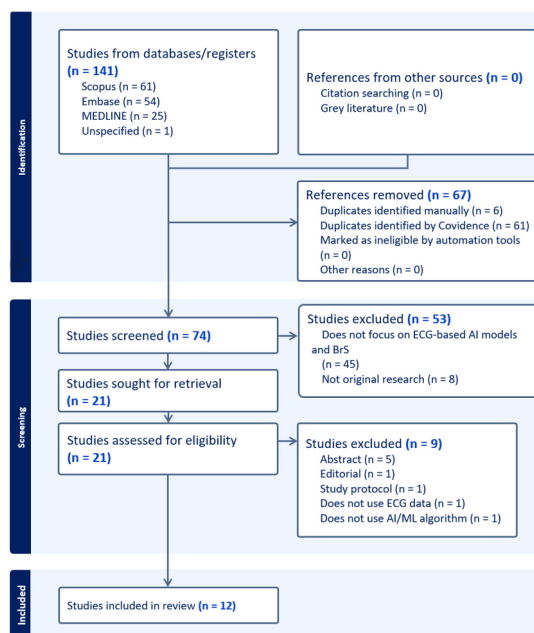 Identification
Studies from databases/registers
(n = 141)
Scopus (n = 61)
Embase (n = 54)
MEDLINE (n = 25)
Unspecified (n = 1)
References from other sources (n = 0)
Citation searching (n = 0)
Grey literature (n = 0)
References removed (n = 67)
Duplicates identified manually (n = 6)
Duplicates identified by Covidence (n = 61)
Marked as ineligible by automation tools
(n = 0)
Other reasons (n = 0)
Screening
Studies screened (n = 74)
Studies excluded (n = 53)
Does not focus on ECG-based AI models
and BrS
(n = 45)
Not original research (n = 8)
Studies sought for retrieval
(n = 21)
Studies assessed for eligibility
(n = 21)
Studies excluded (n = 9)
Abstract (n = 5)
Editorial (n = 1)
Study protocol (n = 1)
Does not use ECG data (n = 1)
Does not use AI/ML algorithm (n = 1)
Included
Studies included in review (n = 12)